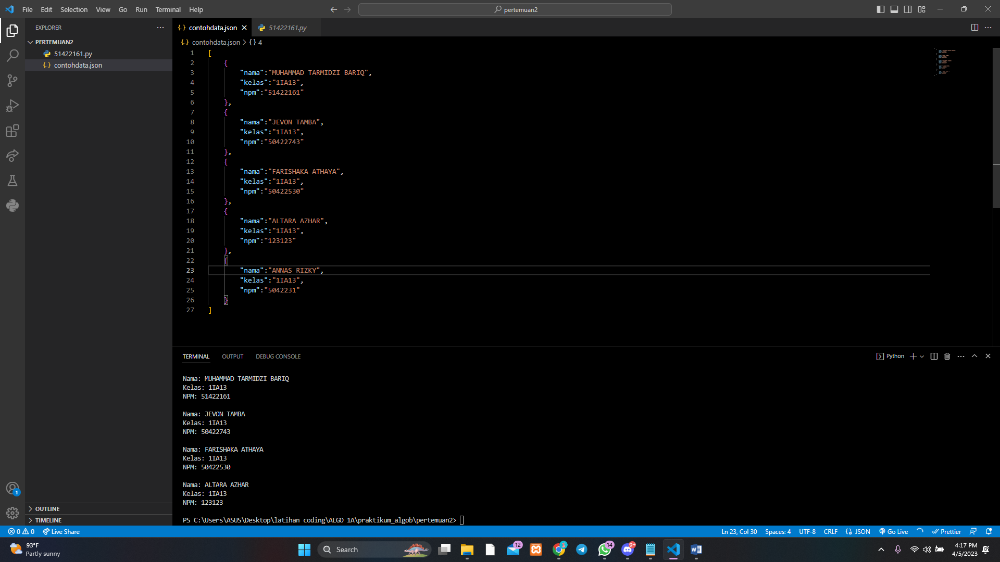 File Edit Selection View Go Run Terminal Help
pertemuan2
EXPLORER
contohdata.json
51422161.py
PERTEMUAN2
51422161.py
contohdata.json
contohdata.json > {} 4
1 [
2 {
3 "nama":"MUHAMMAD TARMIDZI BARIQ",
4 "kelas":"1IA13",
5 "npm":"51422161"
6 },
7 {
8 "nama":"JEVON TAMBA",
9 "kelas":"1IA13",
10 "npm":"50422743"
11 },
12 {
13 "nama":"FARISHAKA ATHAYA",
14 "kelas":"1IA13",
15 "npm":"50422530"
16 },
17 {
18 "nama":"ALTARA AZHAR",
19 "kelas":"1IA13",
20 "npm":"123123"
21 },
22 {
23 "nama":"ANNAS RIZKY",
24 "kelas":"1IA13",
25 "npm":"5042231"
26 }
27 ]
TERMINAL OUTPUT DEBUG CONSOLE
Python
Nama: MUHAMMAD TARMIDZI BARIQ
Kelas: 1IA13
NPM: 51422161
Nama: JEVON TAMBA
Kelas: 1IA13
NPM: 50422743
Nama: FARISHAKA ATHAYA
Kelas: 1IA13
NPM: 50422530
Nama: ALTARA AZHAR
Kelas: 1IA13
NPM: 123123
PS C:\Users\ASUS\Desktop\latihan coding\ALGO 1A\praktikum_algob\pertemuan2>
1
OUTLINE
TIMELINE
0 0 Live Share
Ln 23, Col 30 Spaces: 4 UTF-8 CRLF {} JSON Go Live Prettier
93°F
Partly sunny
Search
12
14
9+
4:17 PM
4/5/2023